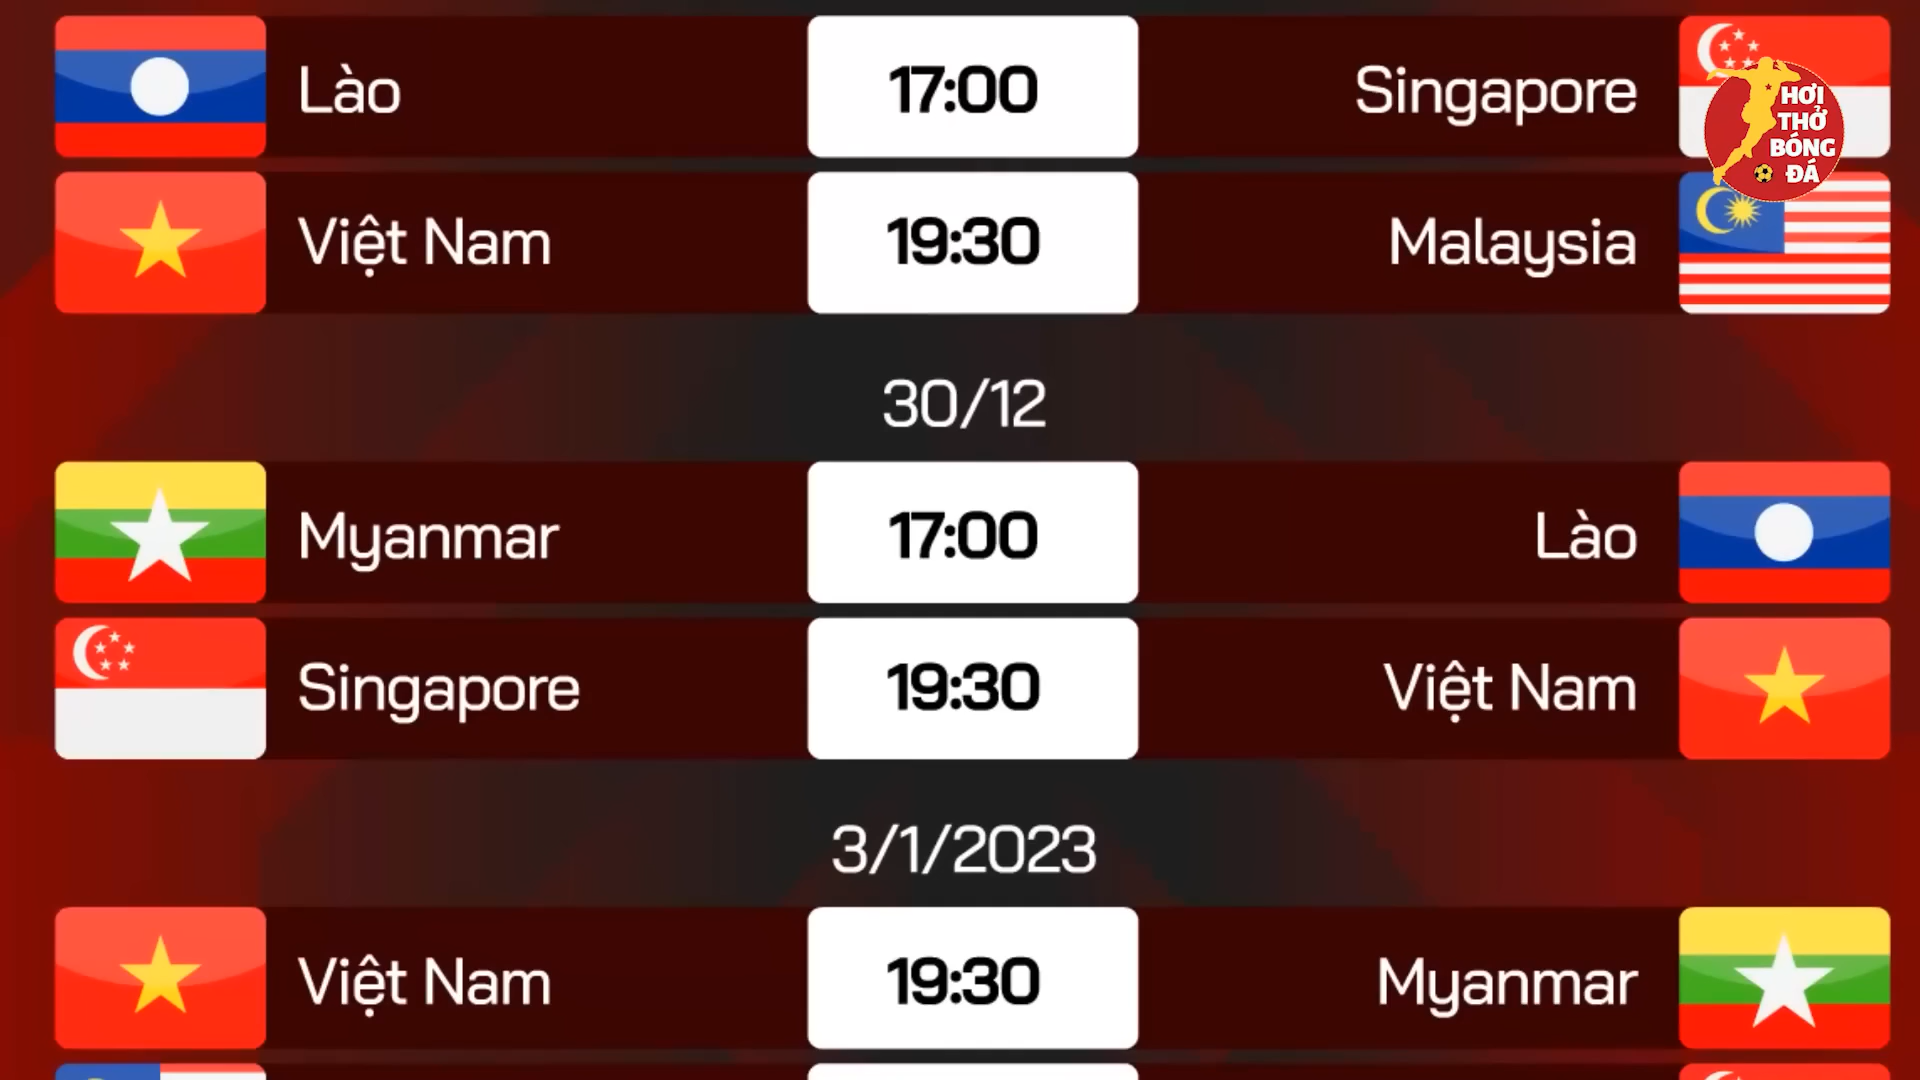 Lào 17:00 Singapore
HƠI
THỞ
BÓNG
ĐÁ
Việt Nam 19:30 Malaysia
30/12
Myanmar 17:00 Lào
Singapore 19:30 Việt Nam
3/1/2023
Việt Nam 19:30 Myanmar